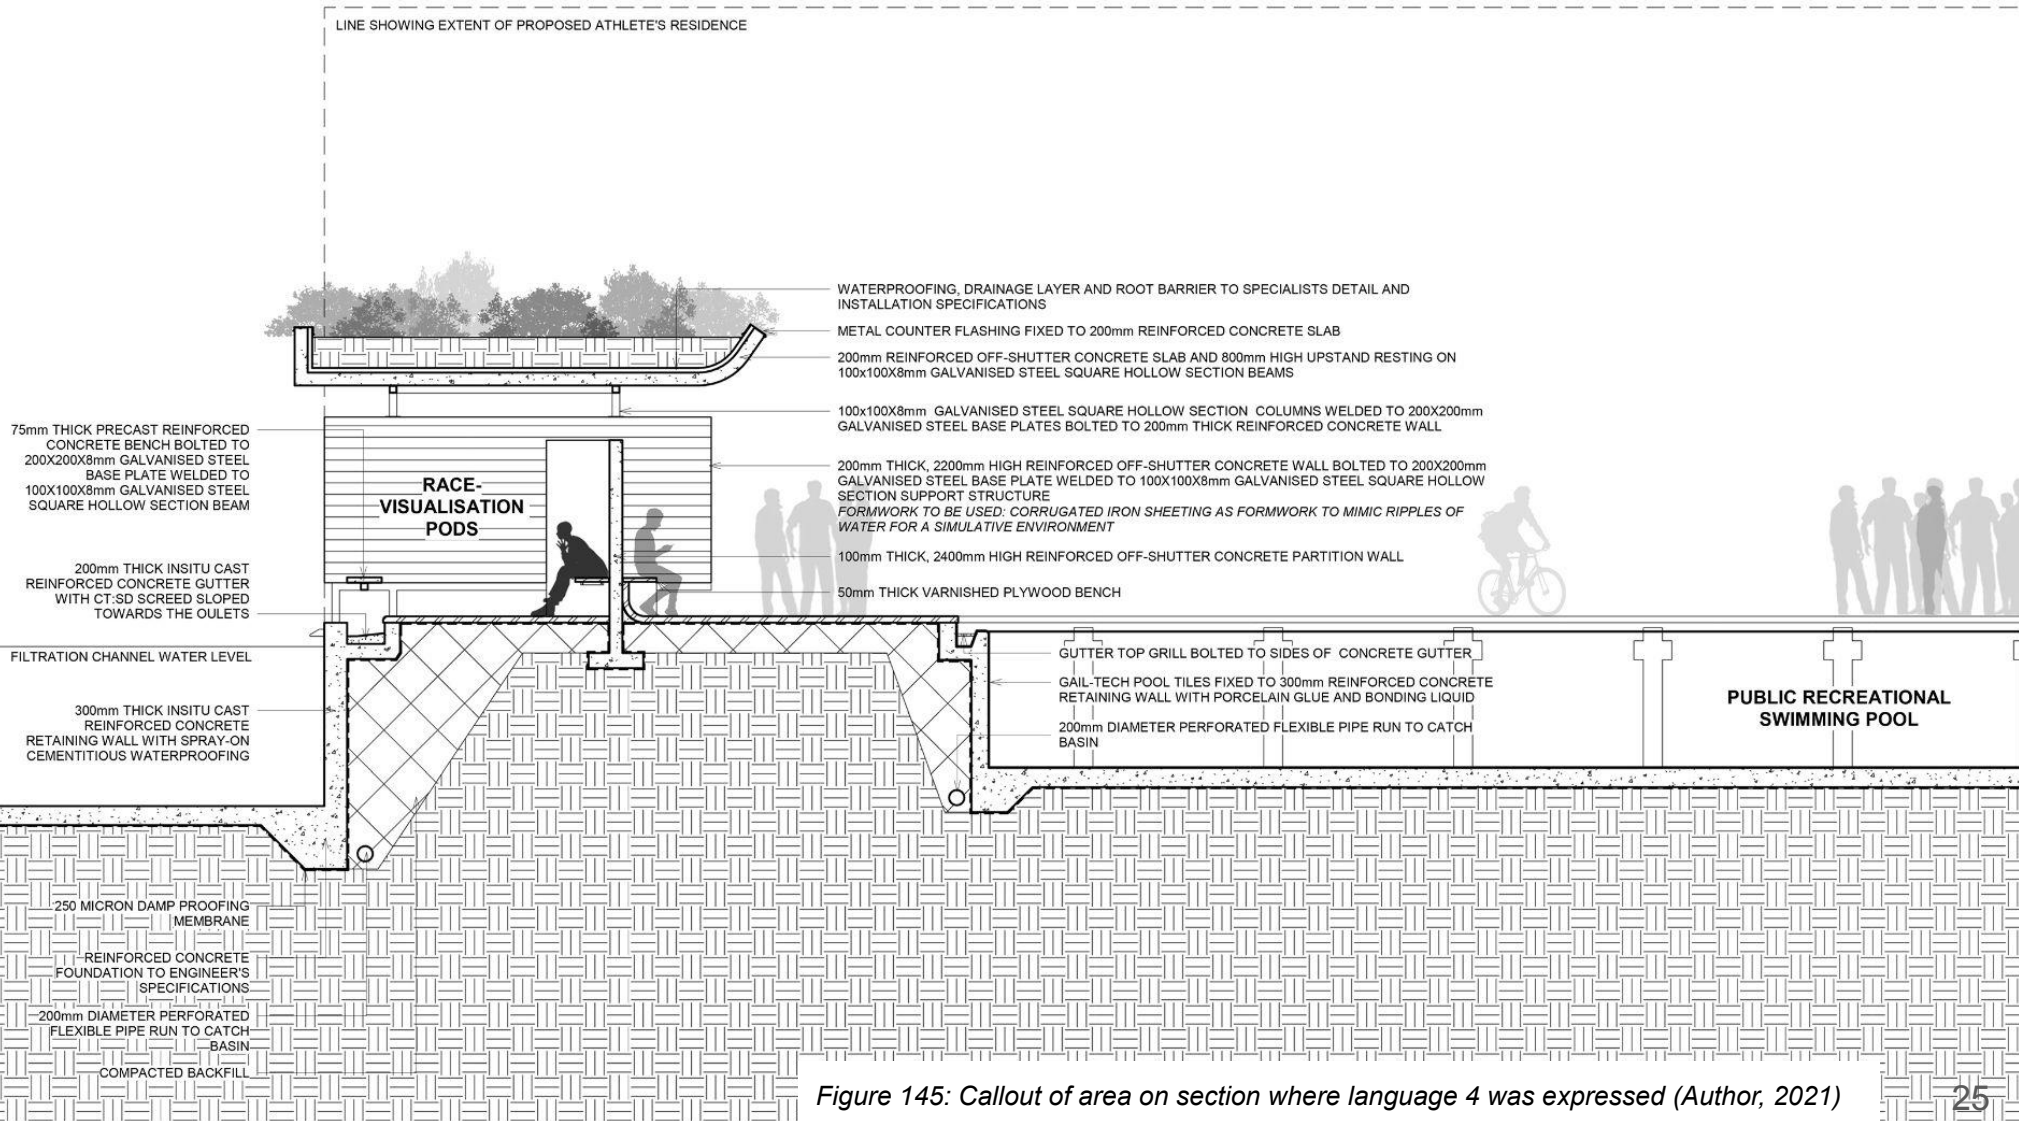 LINE SHOWING EXTENT OF PROPOSED ATHLETE'S RESIDENCE
WATERPROOFING, DRAINAGE LAYER AND ROOT BARRIER TO SPECIALISTS DETAIL AND
INSTALLATION SPECIFICATIONS
METAL COUNTER FLASHING FIXED TO 200mm REINFORCED CONCRETE SLAB
200mm REINFORCED OFF-SHUTTER CONCRETE SLAB AND 800mm HIGH UPSTAND RESTING ON
100x100X8mm GALVANISED STEEL SQUARE HOLLOW SECTION BEAMS
100x100X8mm GALVANISED STEEL SQUARE HOLLOW SECTION COLUMNS WELDED TO 200X200mm
GALVANISED STEEL BASE PLATES BOLTED TO 200mm THICK REINFORCED CONCRETE WALL
200mm THICK, 2200mm HIGH REINFORCED OFF-SHUTTER CONCRETE WALL BOLTED TO 200X200mm
GALVANISED STEEL BASE PLATE WELDED TO 100X100X8mm GALVANISED STEEL SQUARE HOLLOW
SECTION SUPPORT STRUCTURE
FORMWORK TO BE USED: CORRUGATED IRON SHEETING AS FORMWORK TO MIMIC RIPPLES OF
WATER FOR A SIMULATIVE ENVIRONMENT
100mm THICK, 2400mm HIGH REINFORCED OFF-SHUTTER CONCRETE PARTITION WALL
50mm THICK VARNISHED PLYWOOD BENCH
75mm THICK PRECAST REINFORCED
CONCRETE BENCH BOLTED TO
200X200X8mm GALVANISED STEEL
BASE PLATE WELDED TO
100X100X8mm GALVANISED STEEL
SQUARE HOLLOW SECTION BEAM
RACE-
VISUALISATION
PODS
200mm THICK INSITU CAST
REINFORCED CONCRETE GUTTER
WITH CT:SD SCREED SLOPED
TOWARDS THE OULETS
FILTRATION CHANNEL WATER LEVEL
300mm THICK INSITU CAST
REINFORCED CONCRETE
RETAINING WALL WITH SPRAY-ON
CEMENTITIOUS WATERPROOFING
GUTTER TOP GRILL BOLTED TO SIDES OF CONCRETE GUTTER
GAIL-TECH POOL TILES FIXED TO 300mm REINFORCED CONCRETE
RETAINING WALL WITH PORCELAIN GLUE AND BONDING LIQUID
200mm DIAMETER PERFORATED FLEXIBLE PIPE RUN TO CATCH
BASIN
PUBLIC RECREATIONAL
SWIMMING POOL
250 MICRON DAMP PROOFING
MEMBRANE
REINFORCED CONCRETE
FOUNDATION TO ENGINEER'S
SPECIFICATIONS
200mm DIAMETER PERFORATED
FLEXIBLE PIPE RUN TO CATCH
BASIN
COMPACTED BACKFILL
Figure 145: Callout of area on section where language 4 was expressed (Author, 2021)
25